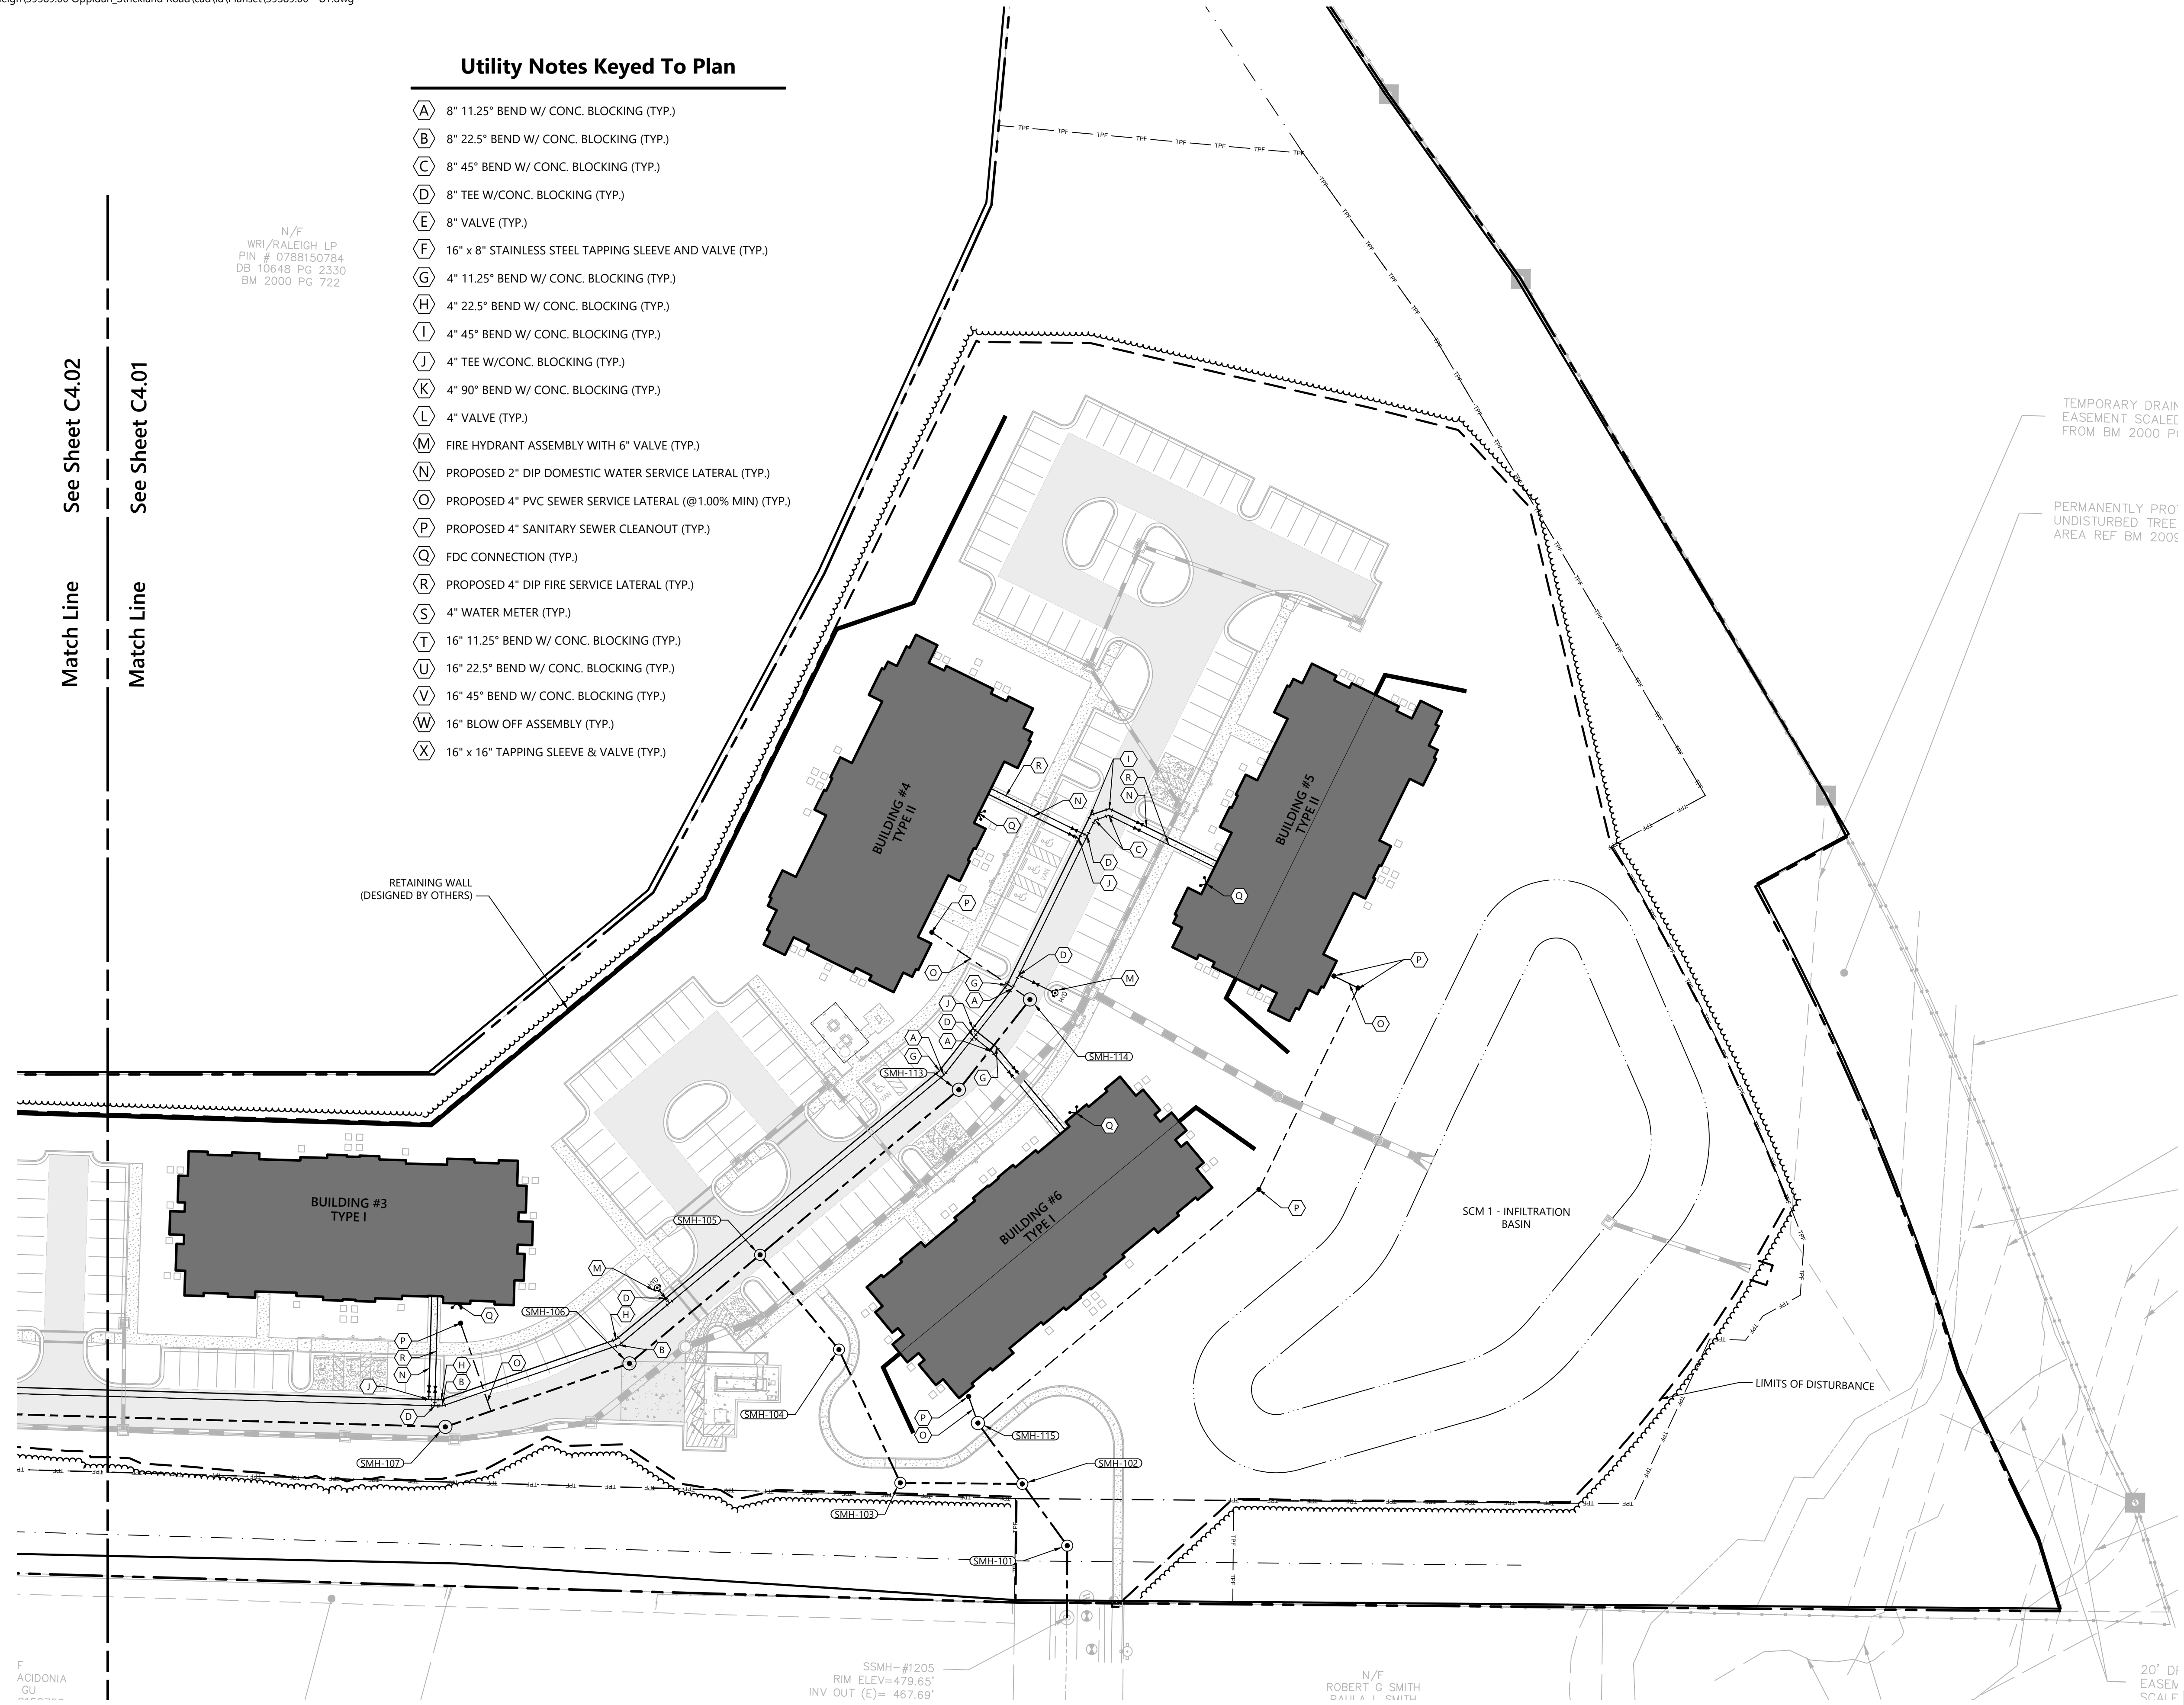 Utility Notes Keyed To Plan
A 8" 11.25° BEND W/ CONC. BLOCKING (TYP.)
B 8" 22.5° BEND W/ CONC. BLOCKING (TYP.)
C 8" 45° BEND W/ CONC. BLOCKING (TYP.)
D 8" TEE W/CONC. BLOCKING (TYP.)
E 8" VALVE (TYP.)
F 16" x 8" STAINLESS STEEL TAPPING SLEEVE AND VALVE (TYP.)
G 4" 11.25° BEND W/ CONC. BLOCKING (TYP.)
H 4" 22.5° BEND W/ CONC. BLOCKING (TYP.)
I 4" 45° BEND W/ CONC. BLOCKING (TYP.)
J 4" TEE W/CONC. BLOCKING (TYP.)
K 4" 90° BEND W/ CONC. BLOCKING (TYP.)
L 4" VALVE (TYP.)
M FIRE HYDRANT ASSEMBLY WITH 6" VALVE (TYP.)
N PROPOSED 2" DIP DOMESTIC WATER SERVICE LATERAL (TYP.)
O PROPOSED 4" PVC SEWER SERVICE LATERAL (@1.00% MIN) (TYP.)
P PROPOSED 4" SANITARY SEWER CLEANOUT (TYP.)
Q FDC CONNECTION (TYP.)
R PROPOSED 4" DIP FIRE SERVICE LATERAL (TYP.)
S 4" WATER METER (TYP.)
T 16" 11.25° BEND W/ CONC. BLOCKING (TYP.)
U 16" 22.5° BEND W/ CONC. BLOCKING (TYP.)
V 16" 45° BEND W/ CONC. BLOCKING (TYP.)
W 16" BLOW OFF ASSEMBLY (TYP.)
X 16" x 16" TAPPING SLEEVE & VALVE (TYP.)
N/F
WRI/RALEIGH LP
PIN # 0788150784
DB 10648 PG 2330
BM 2000 PG 722
Match Line See Sheet C4.02
Match Line See Sheet C4.01
TEMPORARY DRAIN
EASEMENT SCALED
FROM BM 2000
PERMANENTLY
UNDISTURBED TREE
AREA REF BM 2009
RETAINING WALL
(DESIGNED BY OTHERS)
BUILDING #4
TYPE II
BUILDING #5
TYPE II
BUILDING #3
TYPE I
BUILDING #6
TYPE I
SCM 1 - INFILTRATION
BASIN
LIMITS OF DISTURBANCE
SMH-114
SMH-113
SMH-105
SMH-106
SMH-104
SMH-115
SMH-107
SMH-102
SMH-103
SMH-101
HYD
HYD
VAN
VAN
TPF
R
I
R
N
N
Q
C
D
J
Q
P
D
P
O
M
G
A
J
D
O
A
A
G
G
Q
P
M
D
H
Q
P
B
R
H
O
N
J
B
D
P
O
SSMH-#1205
RIM ELEV=479.65'
INV OUT (E)= 467.69'
N/F
ROBERT G SMITH
PAULA L SMITH
ACIDONIA
GU